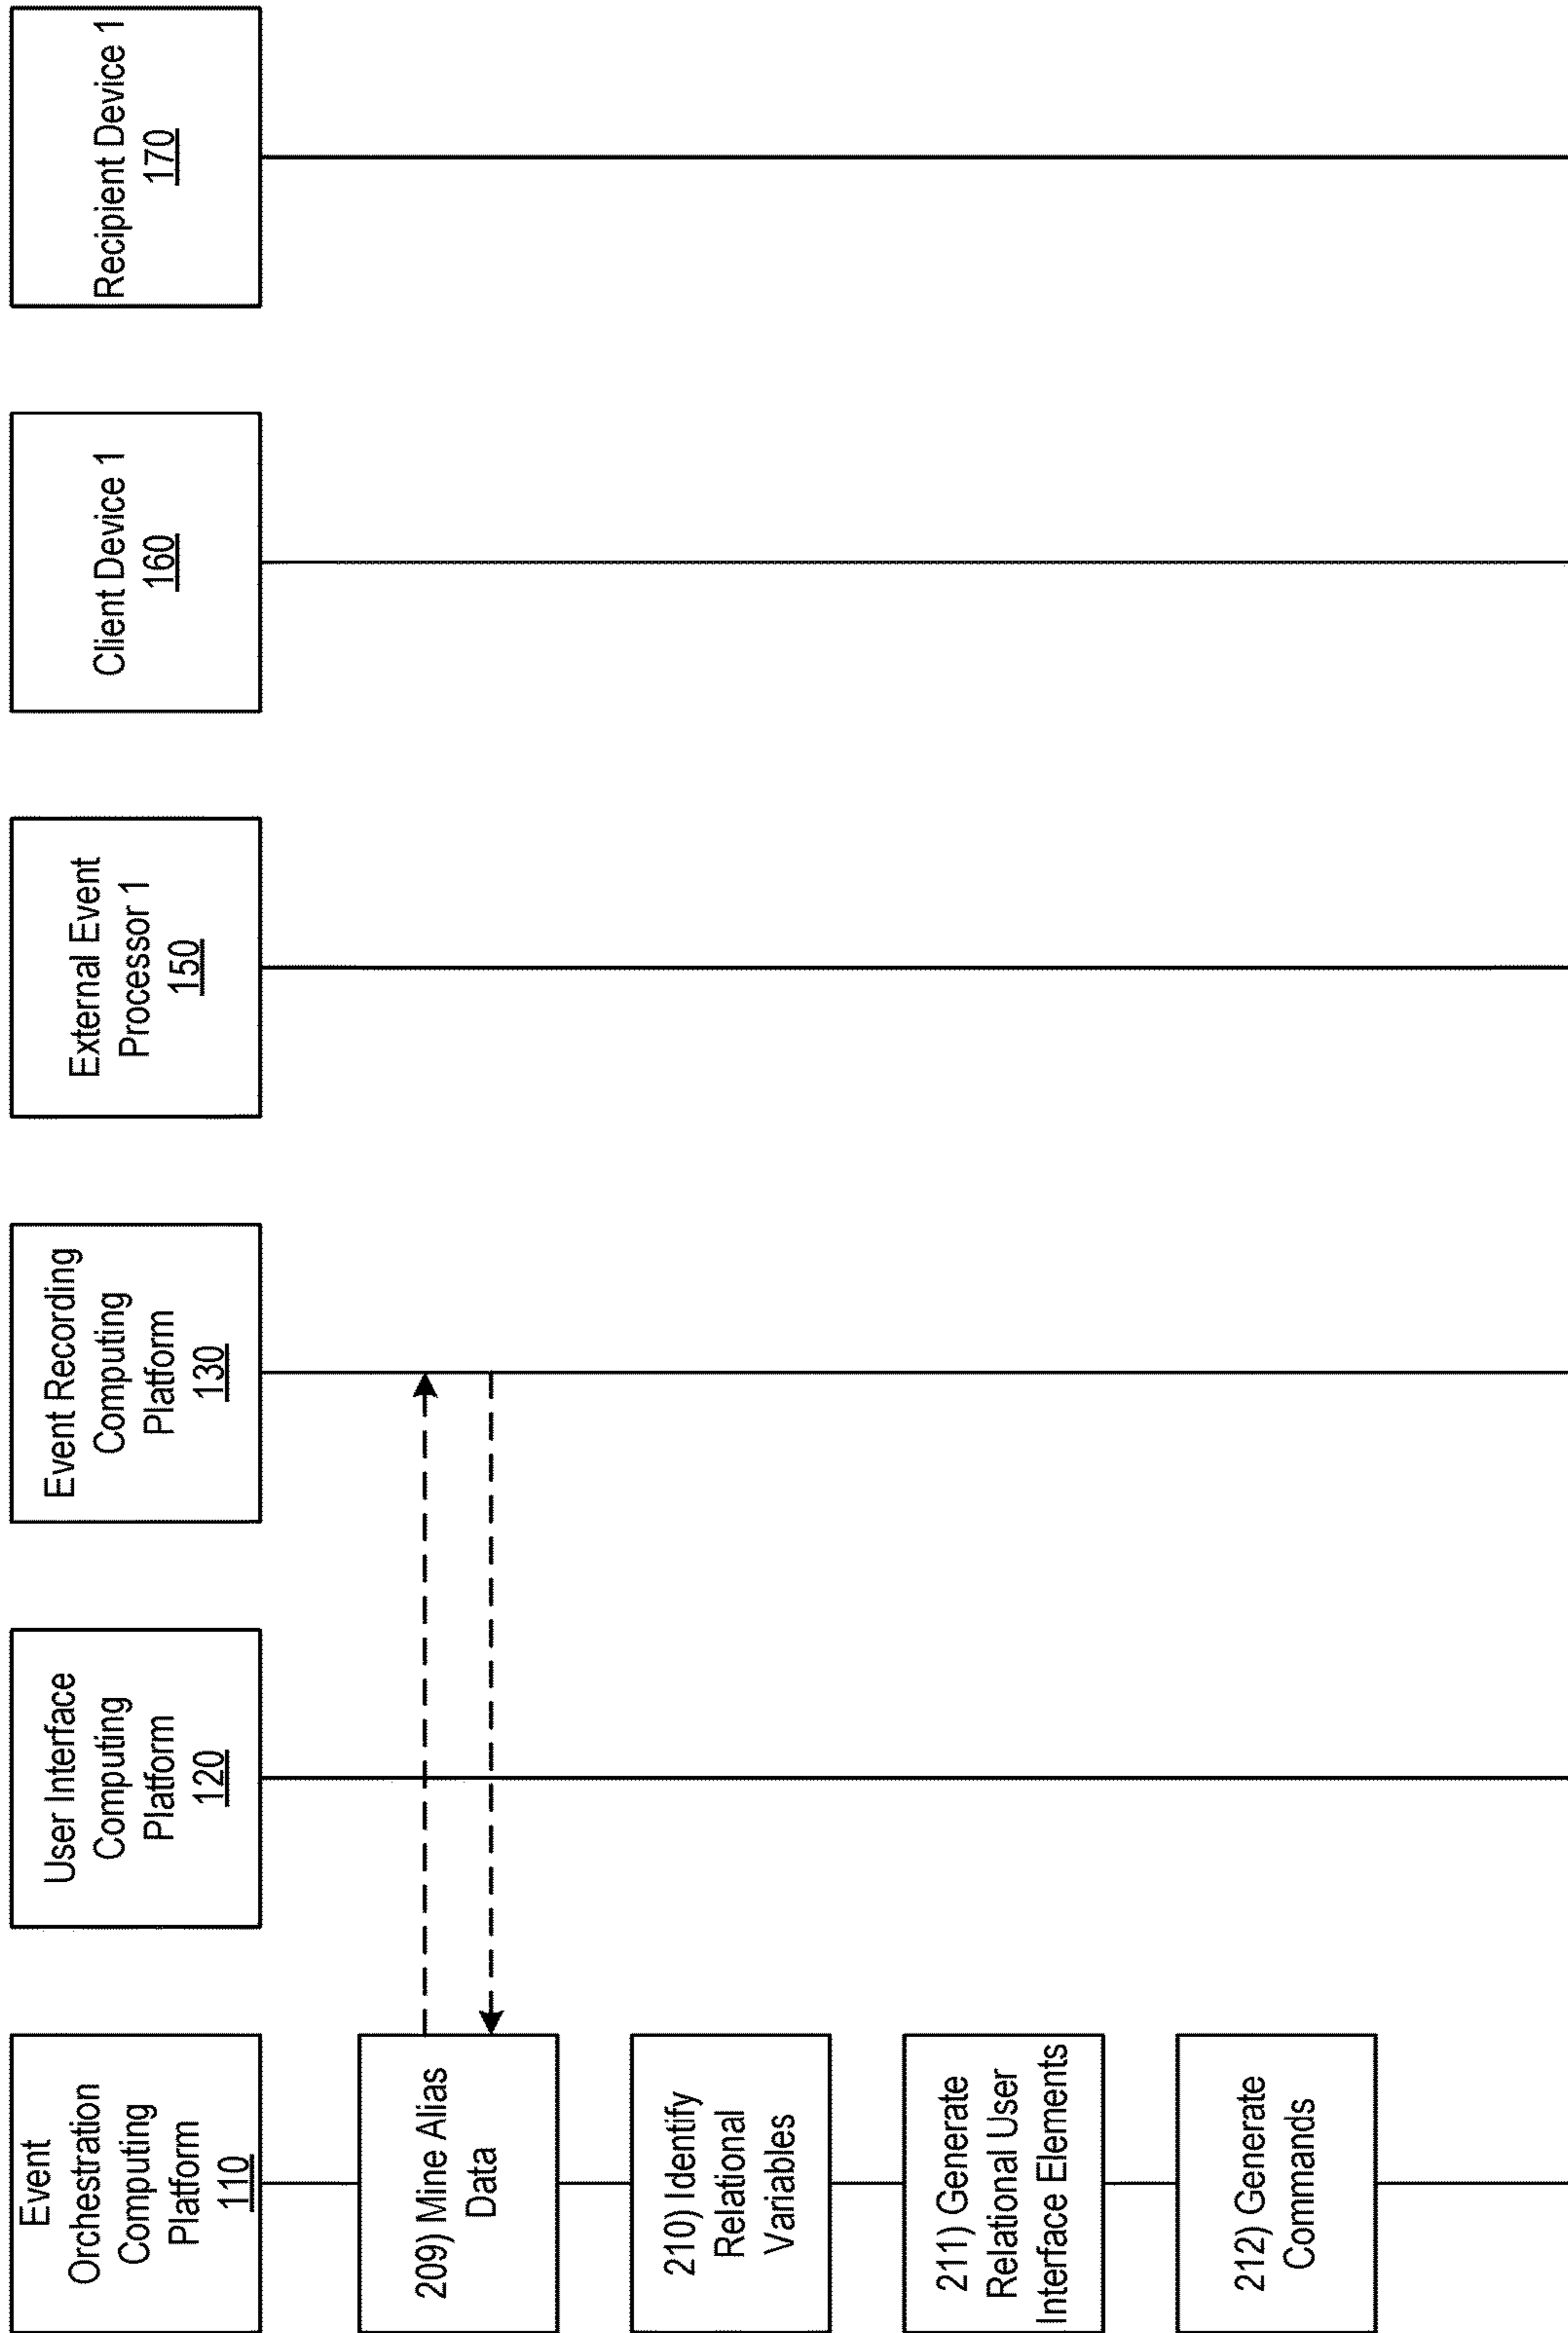 Event
Orchestration
Computing
Platform
110
User Interface
Computing
Platform
120
Event Recording
Computing
Platform
130
External Event
Processor 1
150
Client Device 1
160
Recipient Device 1
170
209) Mine Alias
Data
210) Identify
Relational
Variables
211) Generate
Relational User
Interface Elements
212) Generate
Commands